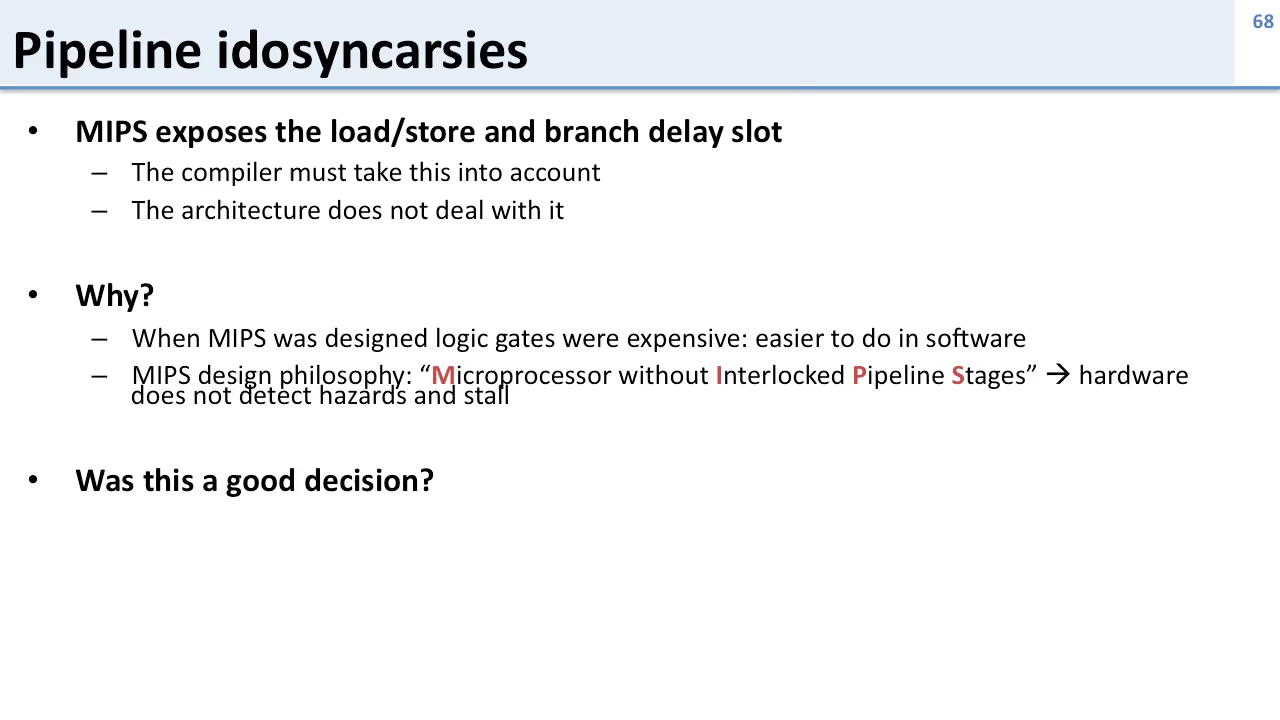 68
Pipeline idosyncarsies
• MIPS exposes the load/store and branch delay slot
– The compiler must take this into account
– The architecture does not deal with it
• Why?
– When MIPS was designed logic gates were expensive: easier to do in software
– MIPS design philosophy: “Microprocessor without Interlocked Pipeline Stages” → hardware
does not detect hazards and stall
• Was this a good decision?